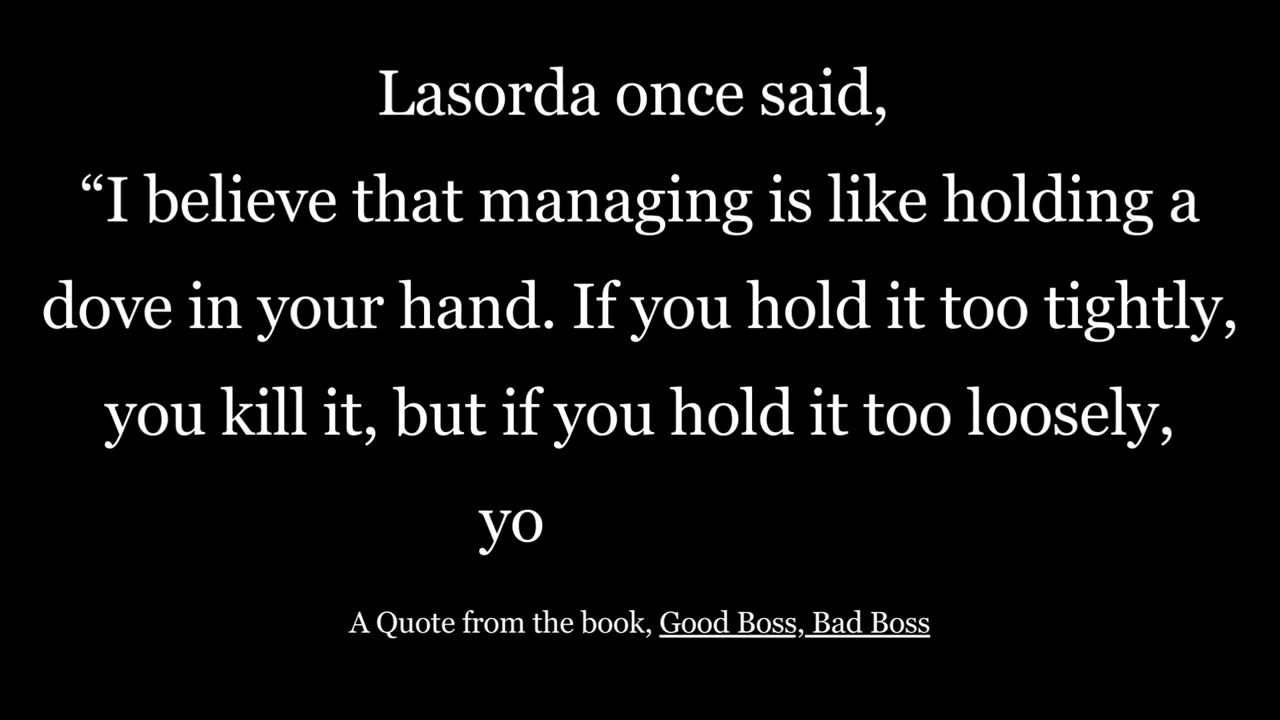 Lasorda once said,
“I believe that managing is like holding a
dove in your hand. If you hold it too tightly,
you kill it, but if you hold it too loosely,
yo
A Quote from the book, Good Boss, Bad Boss